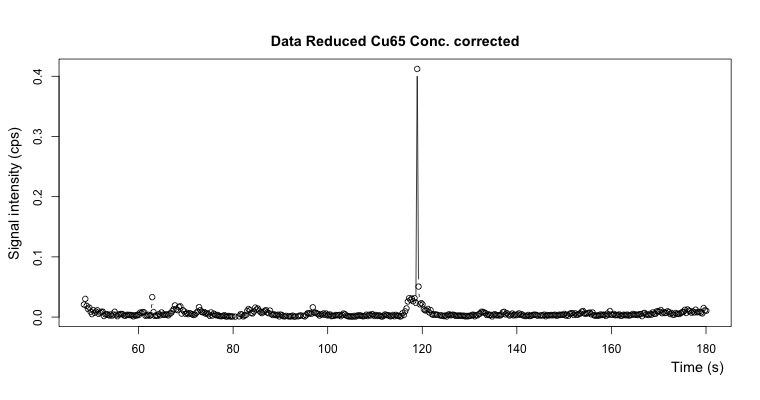 Data Reduced Cu65 Conc. corrected
Signal intensity (cps)
0.4
0.3
0.2
0.1
0.0
60 80 100 120 140 160 180
Time (s)